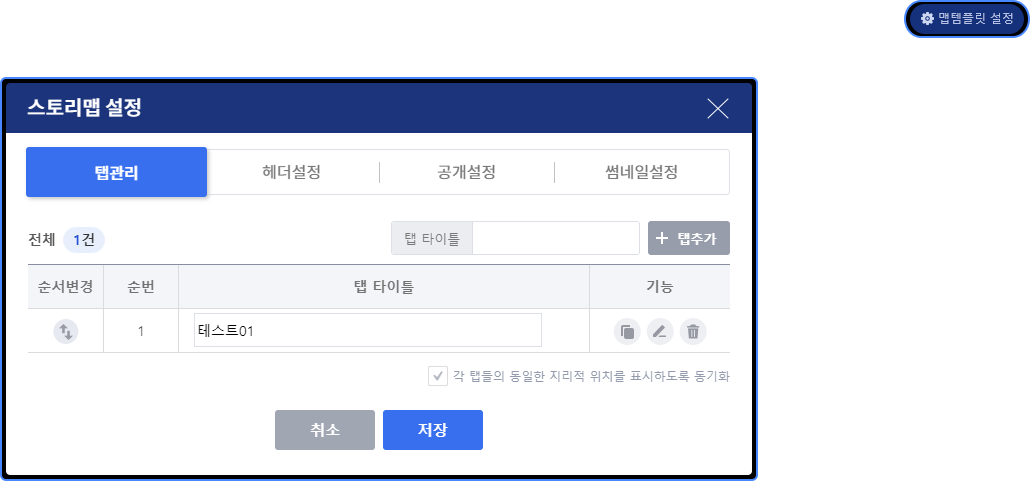 맵템플릿 설정
스토리맵 설정
탭관리 헤더설정 공개설정 썸네일설정
전체 1건 탭 타이틀 + 탭추가
순서변경 순번 탭 타이틀 기능
1 테스트01
각 탭들의 동일한 지리적 위치를 표시하도록 동기화
취소 저장